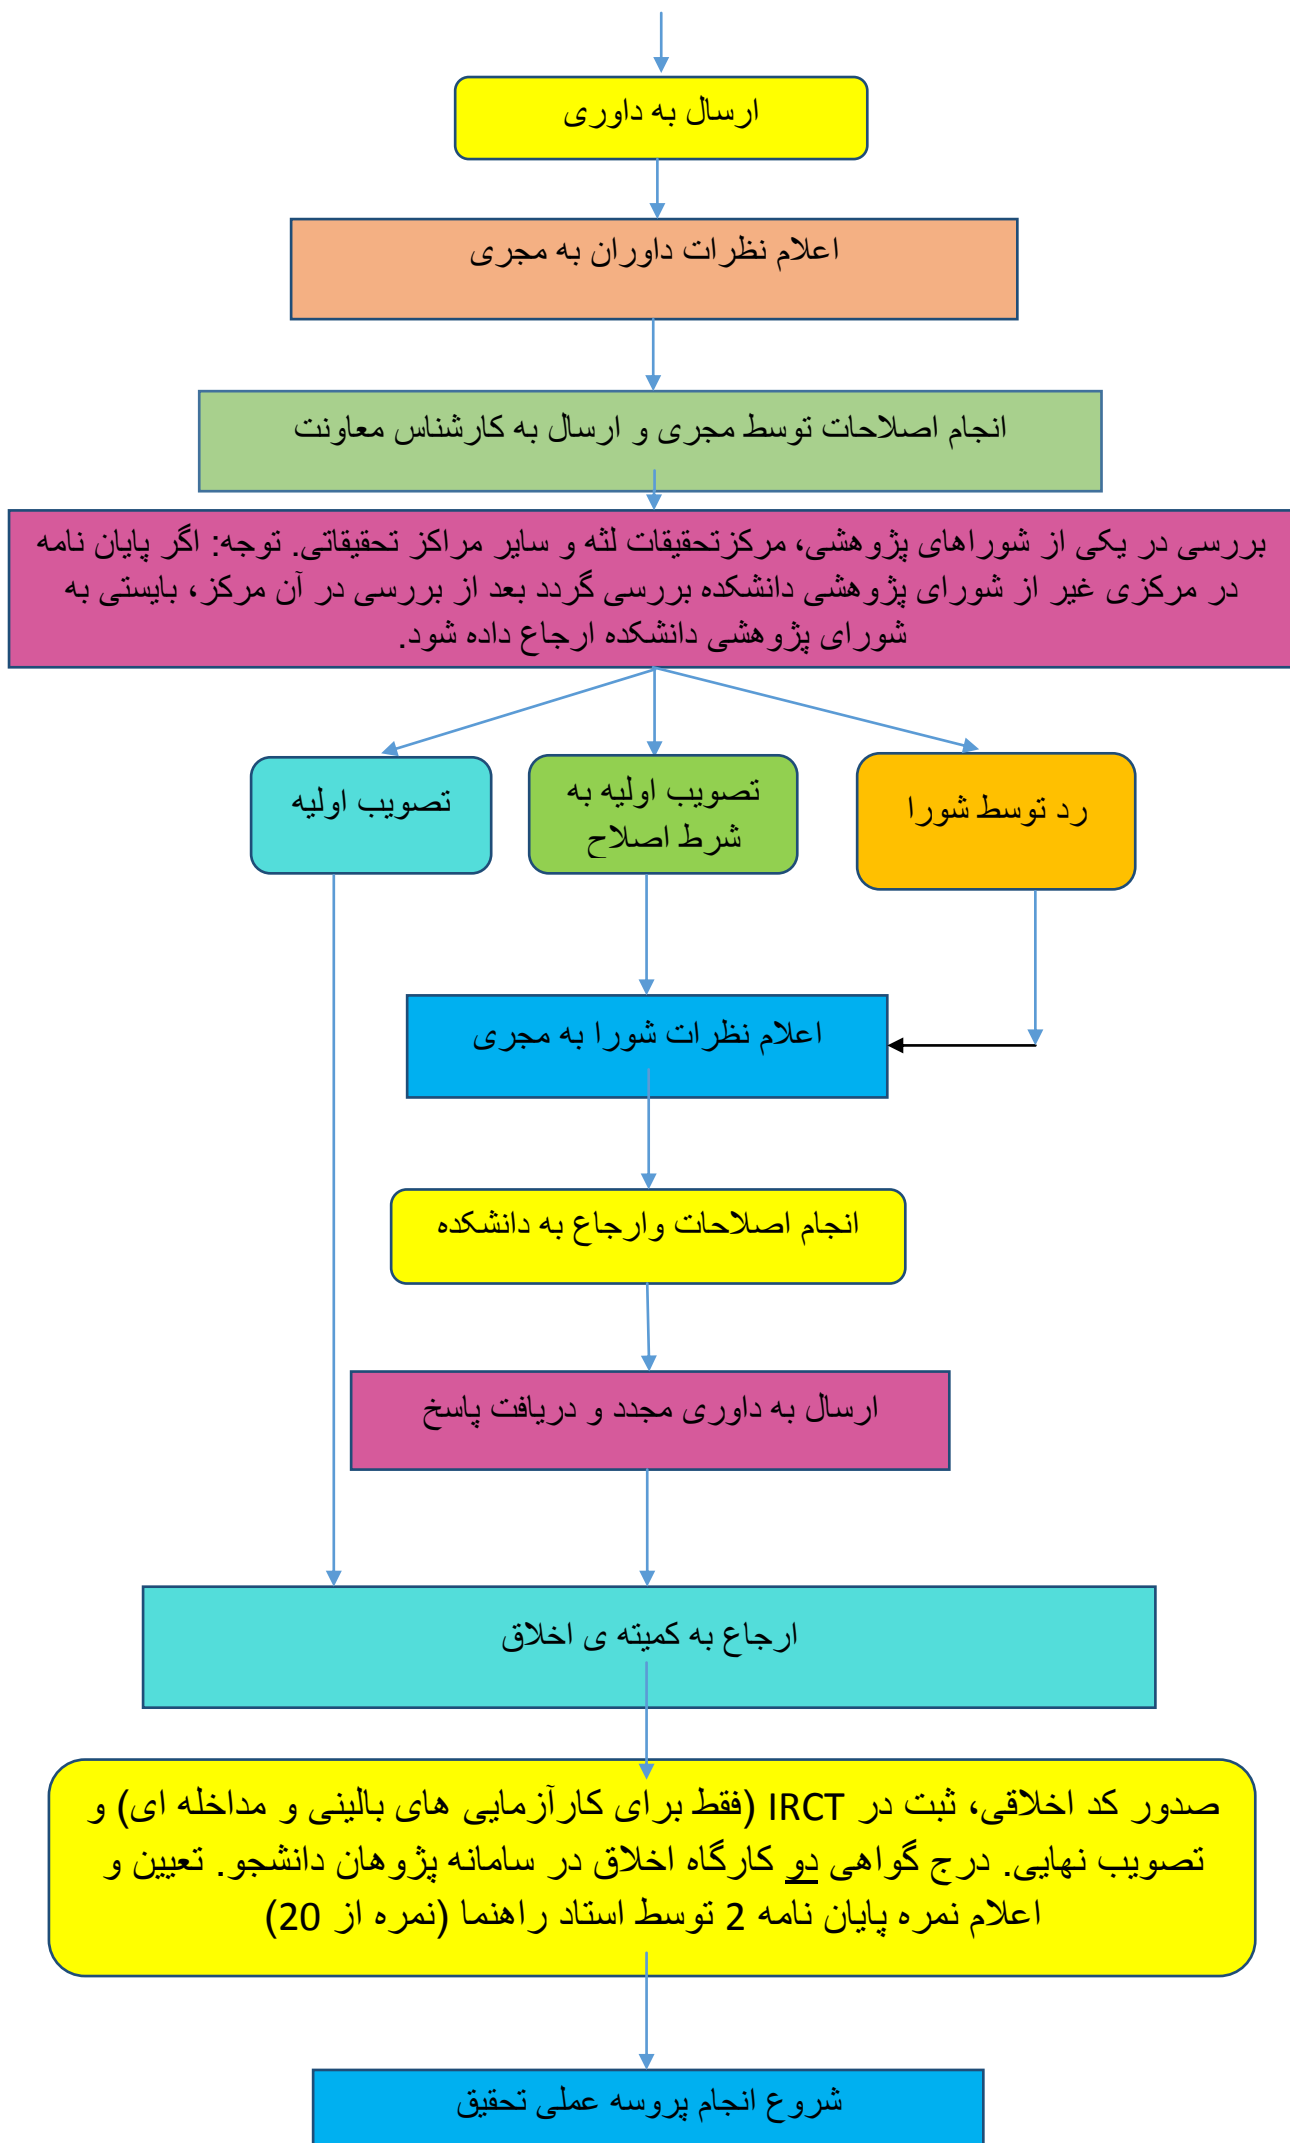 ارسال به داوری
اعلام نظرات داوران به مجری
انجام اصلاحات توسط مجری و ارسال به کارشناس معاونت
بررسی در یکی از شوراهای پژوهشی، مرکزتحقیقات لثه و سایر مراکز تحقیقاتی. توجه: اگر پایان نامه
در مرکزی غیر از شورای پژوهشی دانشکده بررسی گردد بعد از بررسی در آن مرکز، بایستی به
شورای پژوهشی دانشکده ارجاع داده شود.
رد توسط شورا
تصویب اولیه به
شرط اصلاح
تصویب اولیه
اعلام نظرات شورا به مجری
انجام اصلاحات وارجاع به دانشکده
ارسال به داوری مجدد و دریافت پاسخ
ارجاع به کمیته ی اخلاق
صدور کد اخلاقی، ثبت در IRCT (فقط برای کارآزمایی های بالینی و مداخله ای) و
تصویب نهایی. درج گواهی دو کارگاه اخلاق در سامانه پژوهان دانشجو. تعیین و
اعلام نمره پایان نامه 2 توسط استاد راهنما (نمره از 20)
شروع انجام پروسه عملی تحقیق